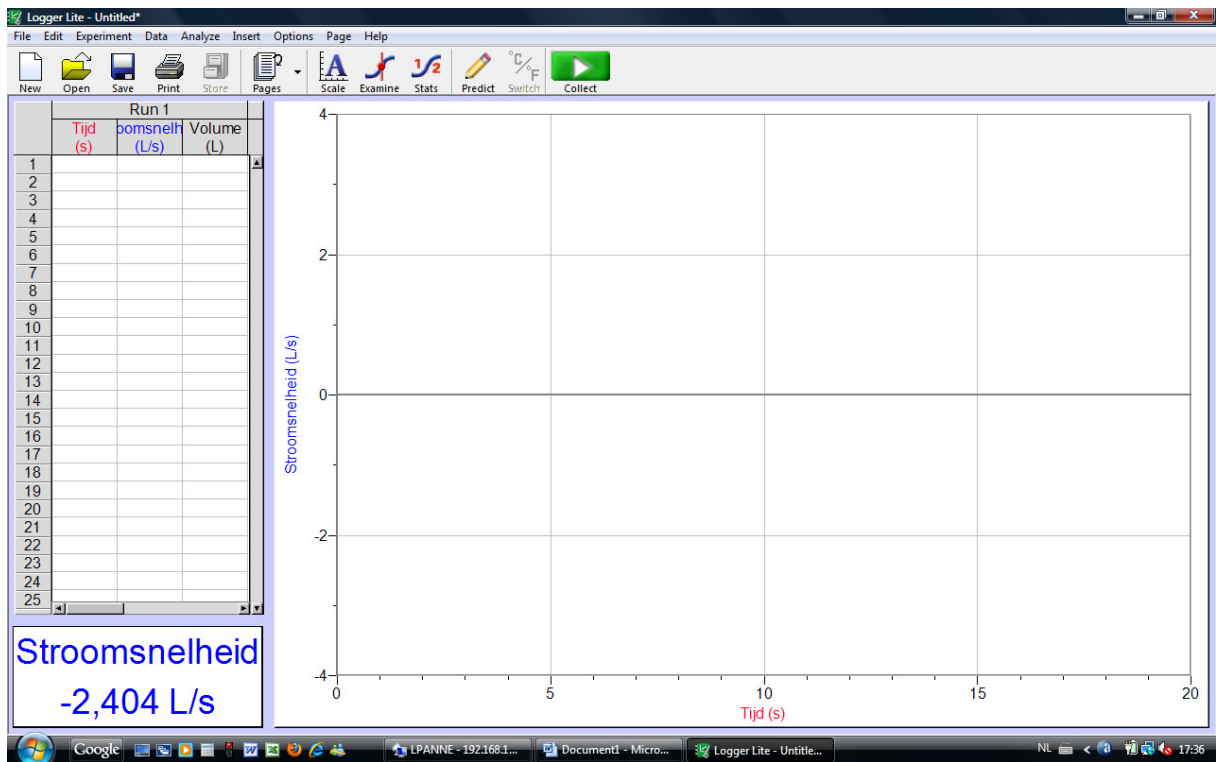 Logger Lite - Untitled*
File Edit Experiment Data Analyze Insert Options Page Help
New Open Save Print Store Pages Scale Examine Stats Predict Switch Collect
°C/°F
Run 1
Tijd oomsnelh Volume
(s) (L/s) (L)
1
2
3
4
5
6
7
8
9
10
11
12
13
14
15
16
17
18
19
20
21
22
23
24
25
Stroomsnelheid
-2,404 L/s
4
2
0
-2
-4
Stroomsnelheid (L/s)
0 5 10 15 20
Tijd (s)
Google LPANNE - 192.168.1... Document1 - Micro... Logger Lite - Untitle... NL 17:36